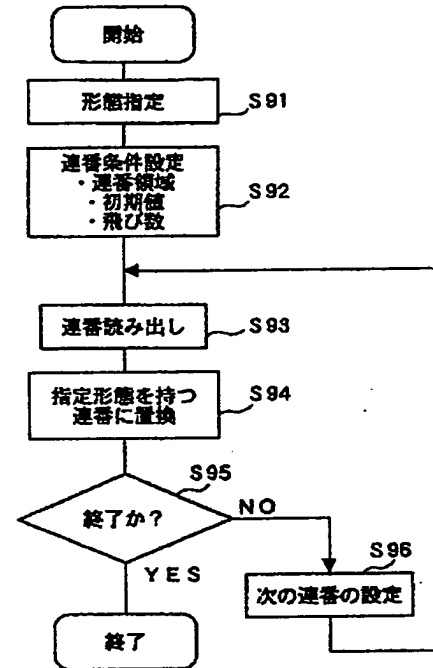 開始
形態指定
S91
連番条件設定
・連番領域
・初期値
・飛び数
S92
連番読み出し
S93
指定形態を持つ
連番に置換
S94
終了か?
S95
NO
YES
S96
次の連番の設定
終了